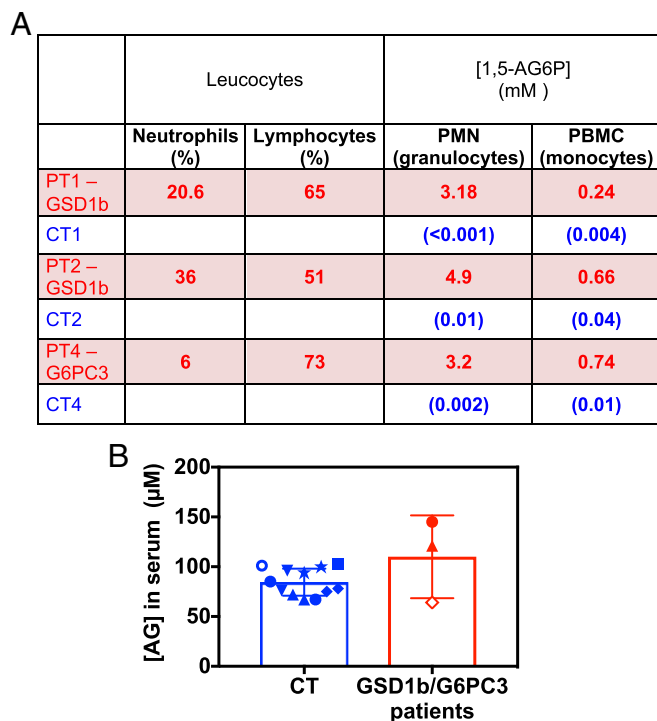 A
Leucocytes
[1,5-AG6P]
(mM )
Neutrophils
(%)
Lymphocytes
(%)
PMN
(granulocytes)
PBMC
(monocytes)
PT1 –
GSD1b
20.6
65
3.18
0.24
CT1
(<0.001)
(0.004)
PT2 –
GSD1b
36
51
4.9
0.66
CT2
(0.01)
(0.04)
PT4 –
G6PC3
6
73
3.2
0.74
CT4
(0.002)
(0.01)
B
[AG] in serum (μM)
200
150
100
50
0
CT
GSD1b/G6PC3
patients